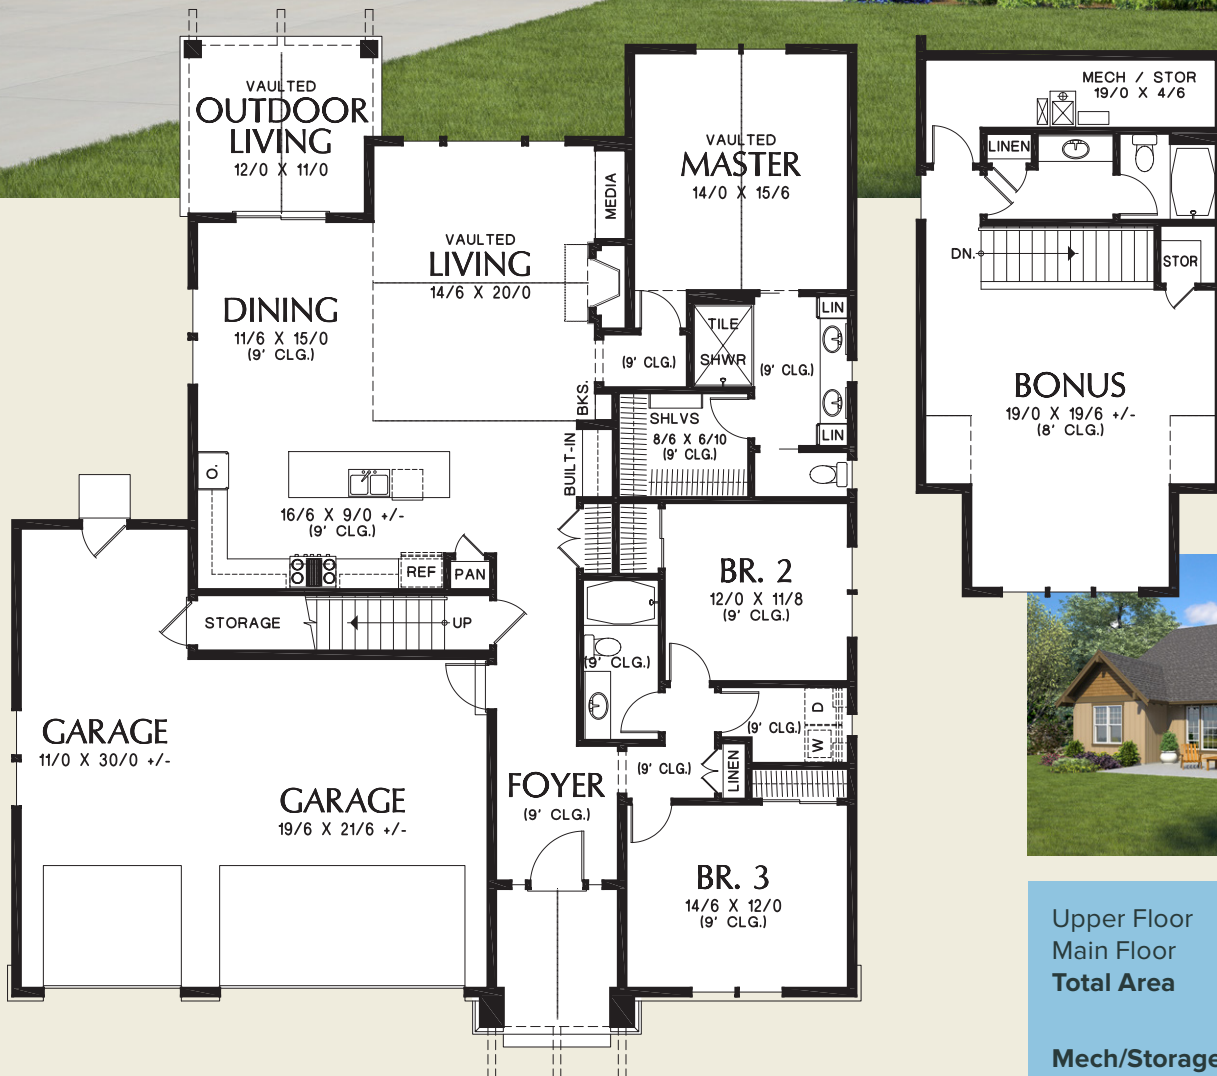 VAULTED
OUTDOOR
LIVING
12/0 X 11/0
VAULTED
MASTER
14/0 X 15/6
MEDIA
VAULTED
LIVING
14/6 X 20/0
DINING
11/6 X 15/0
(9' CLG.)
(9' CLG.)
TILE
SHWR
(9' CLG.)
LIN
LIN
BKS.
BUILT-IN
SHLVS
8/6 X 6/10
(9' CLG.)
O.
16/6 X 9/0 +/-
(9' CLG.)
REF
PAN
BR. 2
12/0 X 11/8
(9' CLG.)
STORAGE
UP
(9' CLG.)
GARAGE
11/0 X 30/0 +/-
GARAGE
19/6 X 21/6 +/-
FOYER
(9' CLG.)
(9' CLG.)
LINEN
(9' CLG.)
D
W
BR. 3
14/6 X 12/0
(9' CLG.)
MECH / STOR
19/0 X 4/6
LINEN
DN.
STOR
BONUS
19/0 X 19/6 +/-
(8' CLG.)
Upper Floor
Main Floor
Total Area
Mech/Storage